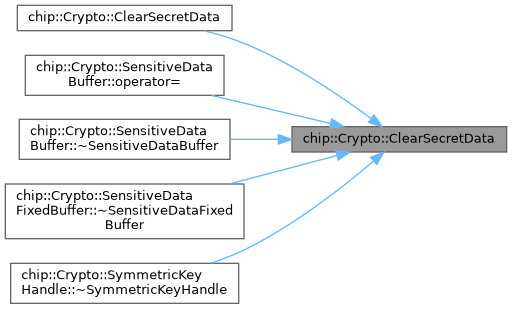 chip::Crypto::ClearSecretData
chip::Crypto::SensitiveData
Buffer::operator=
chip::Crypto::SensitiveData
Buffer::~SensitiveDataBuffer
chip::Crypto::ClearSecretData
chip::Crypto::SensitiveData
FixedBuffer::~SensitiveDataFixed
Buffer
chip::Crypto::SymmetricKey
Handle::~SymmetricKeyHandle